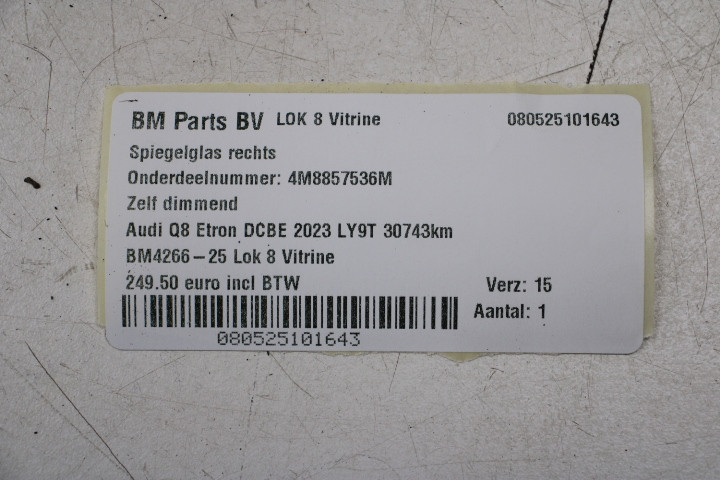 BM Parts BV LOK 8 Vitrine 080525101643
Spiegelglas rechts
Onderdeelnummer: 4M8857536M
Zelf dimmend
Audi Q8 Etron DCBE 2023 LY9T 30743km
BM4266-25 Lok 8 Vitrine
249.50 euro incl BTW Verz: 15
Aantal: 1
080525101643